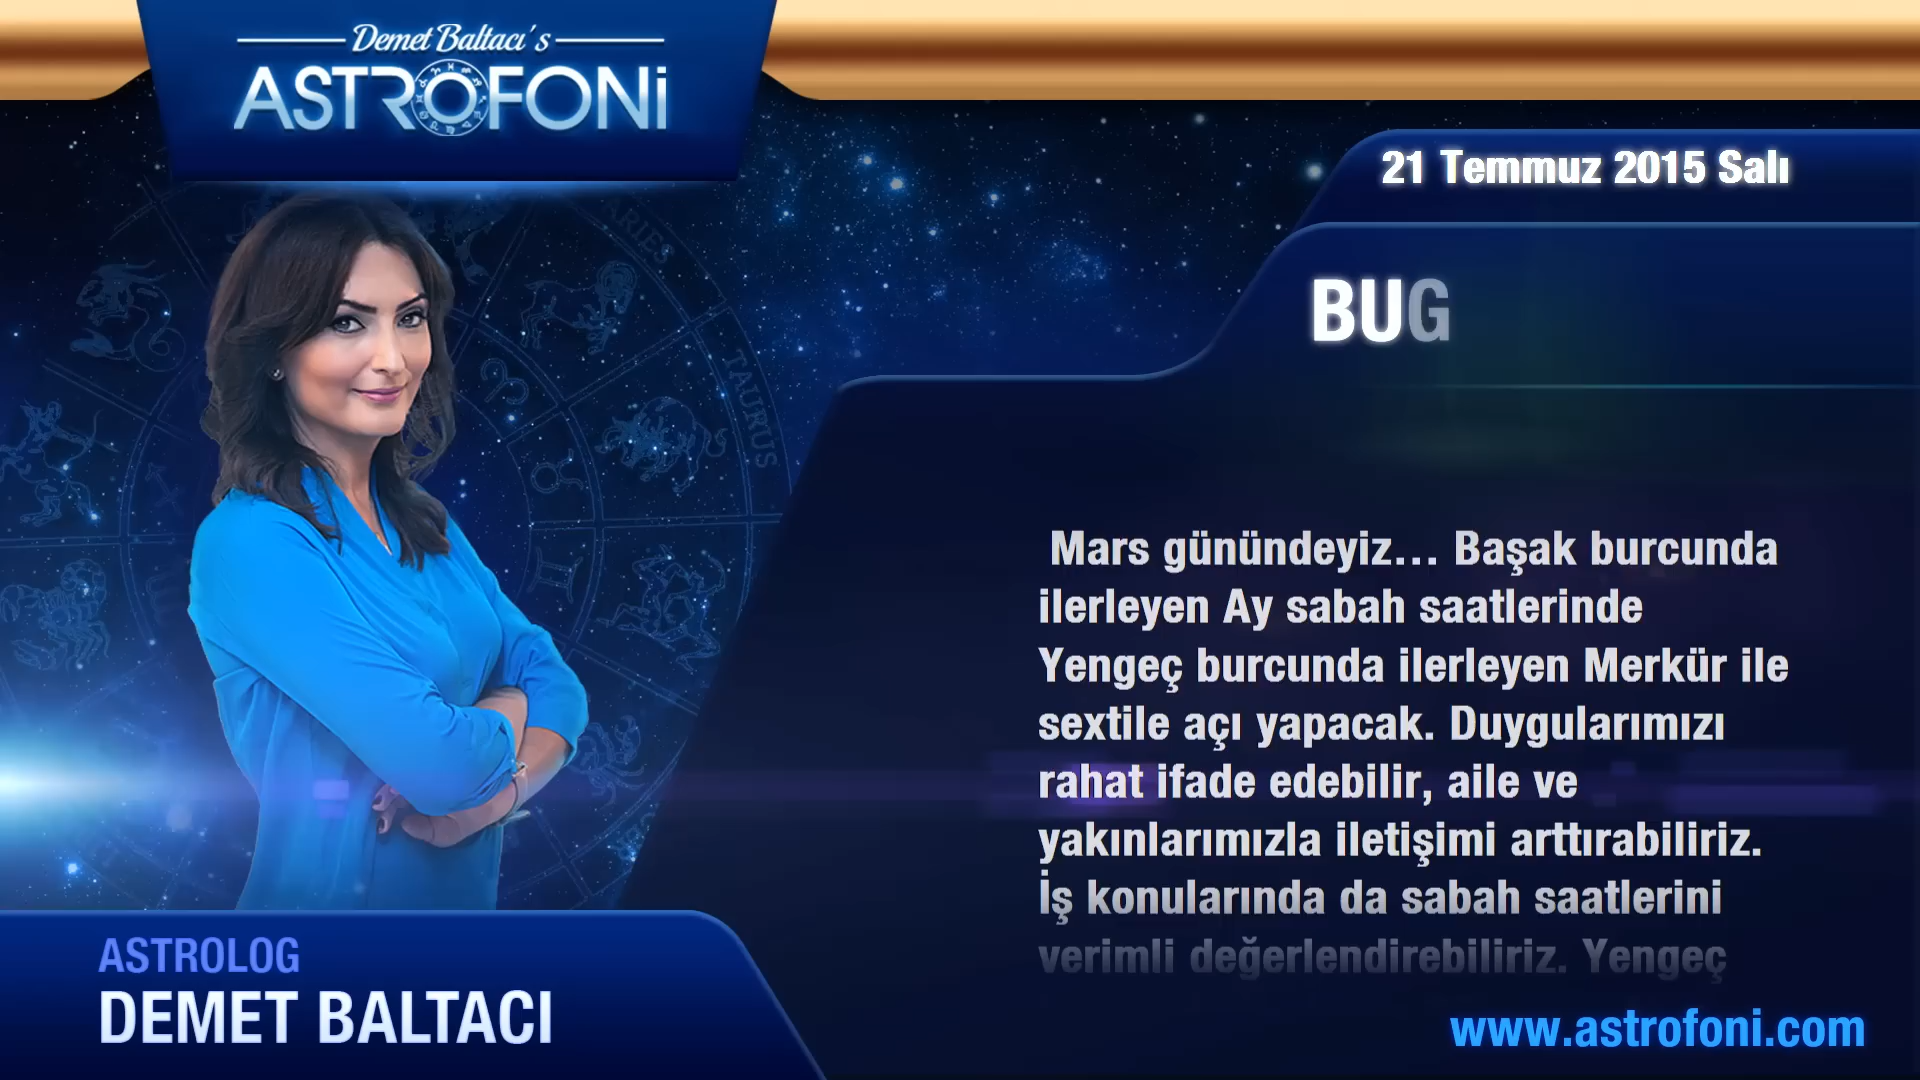 Demet Baltacı's
ASTROFONİ
21 Temmuz 2015 Salı
BUG
ARIES
TAURUS
Mars günündeyiz... Başak burcunda
ilerleyen Ay sabah saatlerinde
Yengeç burcunda ilerleyen Merkür ile
sextile açı yapacak. Duygularımızı
rahat ifade edebilir, aile ve
yakınlarımızla iletişimi arttırabiliriz.
İş konularında da sabah saatlerini
verimli değerlendirebiliriz. Yengeç
ASTROLOG
DEMET BALTACI
www.astrofoni.com